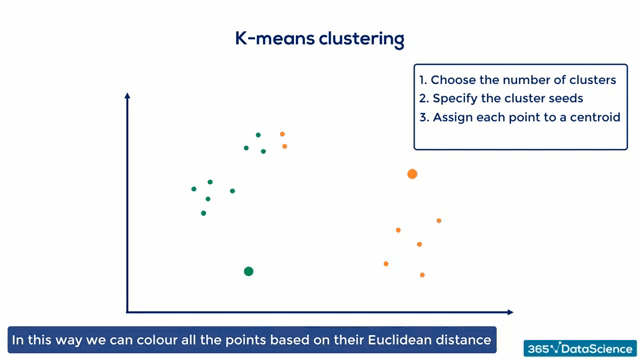 K-means clustering
1. Choose the number of clusters
2. Specify the cluster seeds
3. Assign each point to a centroid
In this way we can colour all the points based on their Euclidean distance
365 DataScience